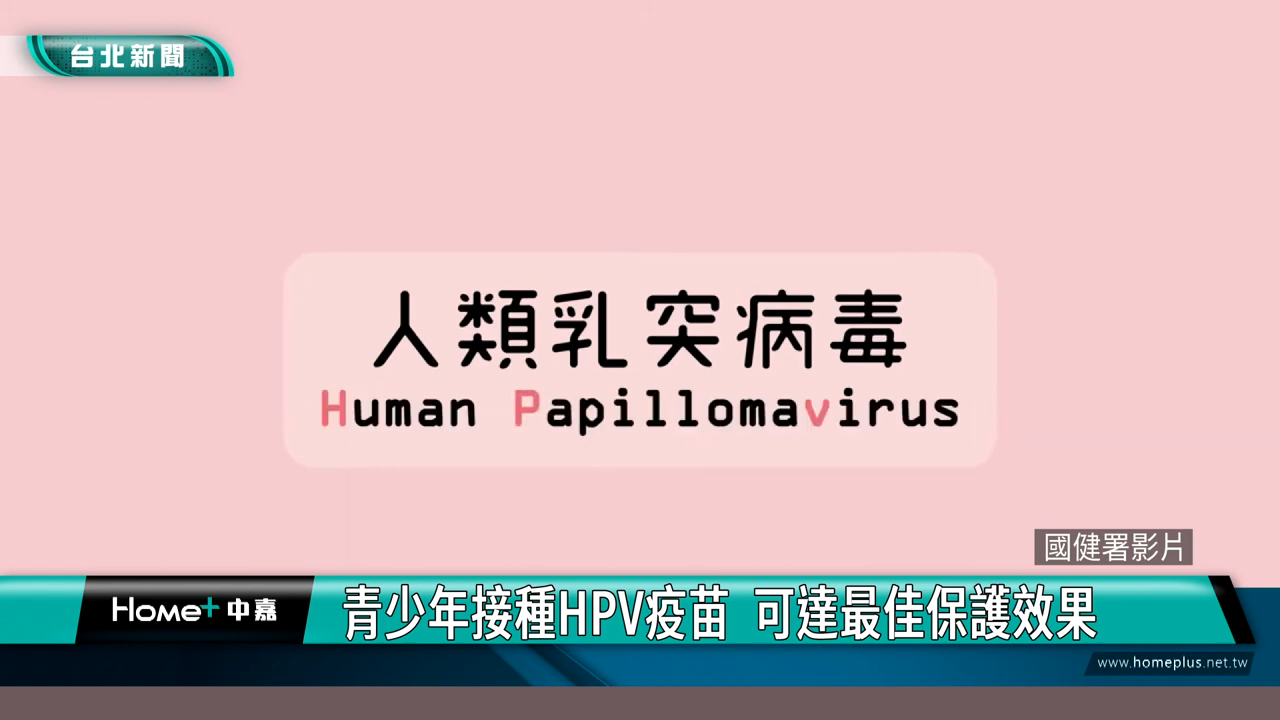 台北新聞
人類乳突病毒
Human Papillomavirus
國健署影片
Home+中嘉
青少年接種HPV疫苗 可達最佳保護效果
www.homeplus.net.tw